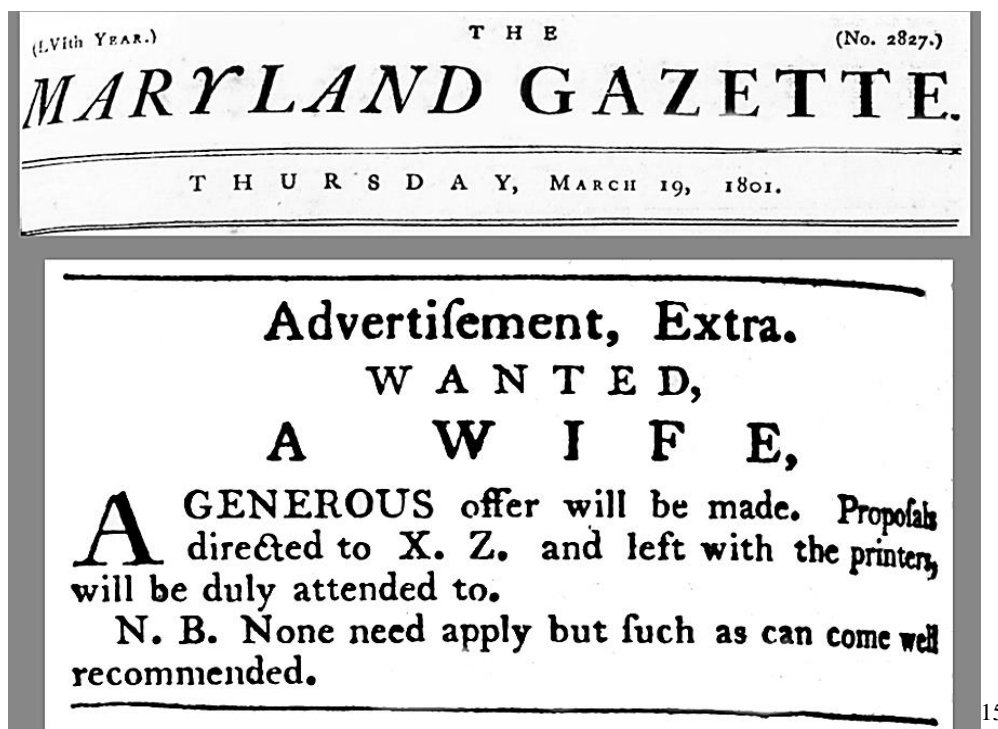 (LVIth YEAR.)
THE
(No. 2827.)
MARYLAND GAZETTE.
THURSDAY, MARCH 19, 1801.
Advertiſement, Extra.
WANTED,
A WIFE,
A GENEROUS offer will be made. Propoſals
directed to X. Z. and left with the printers,
will be duly attended to.
N. B. None need apply but ſuch as can come well
recommended.
15